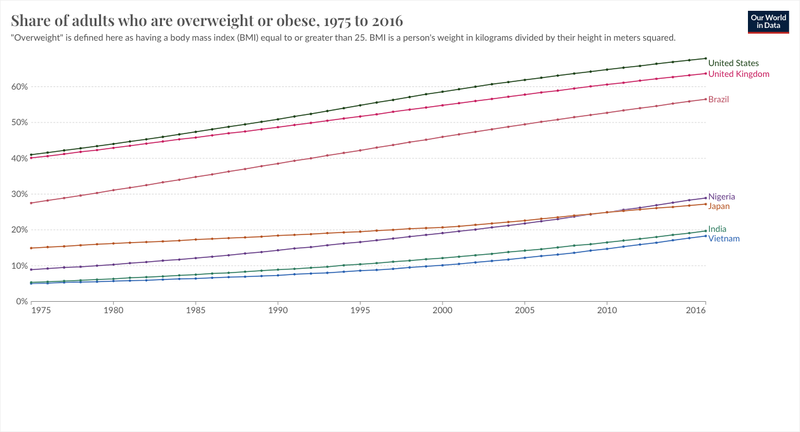 Share of adults who are overweight or obese, 1975 to 2016
Our World
in Data
"Overweight" is defined here as having a body mass index (BMI) equal to or greater than 25. BMI is a person's weight in kilograms divided by their height in meters squared.
United States
United Kingdom
60%
Brazil
50%
40%
30%
Nigeria
Japan
20%
India
Vietnam
10%
0%
1975 1980 1985 1990 1995 2000 2005 2010 2016